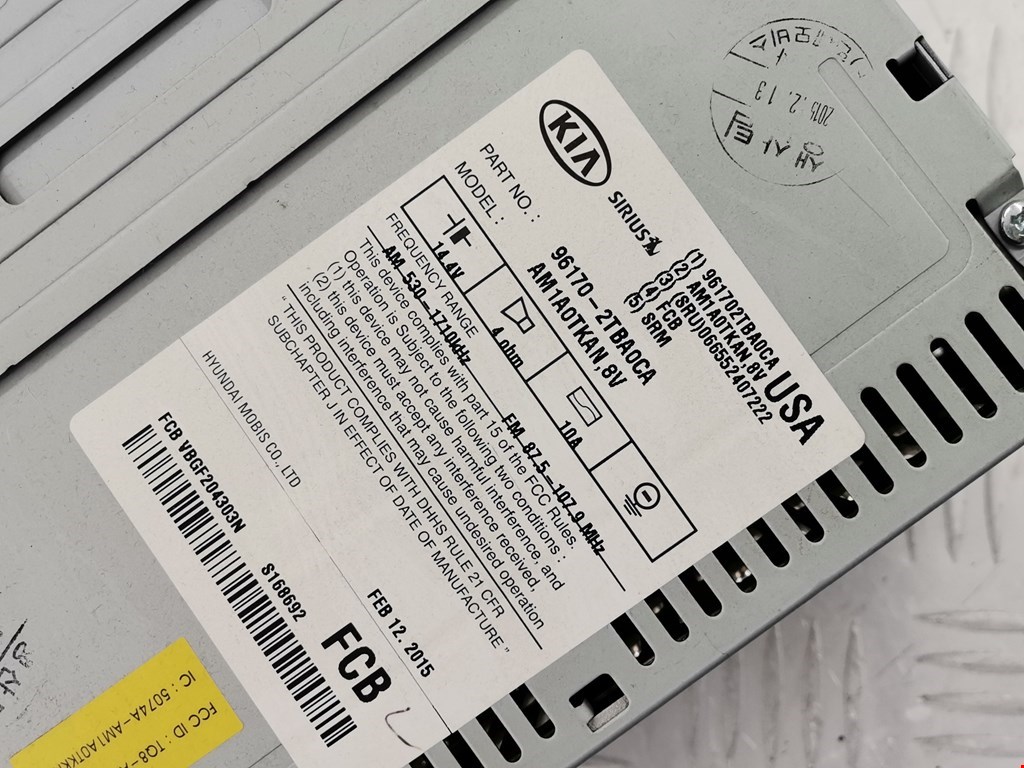 KIA
SIRIUS
(1) 961702TBA0CA
(2) AM1A0TKAN,8V
(3) (SRU)066552407222
(4) FCB
(5) SRM
USA
PART NO. : 96170-2TBA0CA
MODEL : AM1A0TKAN,8V
14.4V
4 ohm
10A
FREQUENCY RANGE
AM 530-1710kHz FM 87.5-107.9 MHz
This device complies with part 15 of the FCC Rules
Operation is Subject to the following two conditions :
(1) this device may not cause harmful interference, and
(2) this device must accept any interference received,
including interference that may cause undesired operation
" THIS PRODUCT COMPLIES WITH DHHS RULE 21 CFR
SUBCHAPTER J IN EFFECT OF DATE OF MANUFACTURE "
HYUNDAI MOBIS CO., LTD
FEB 12, 2015
FCB VBGF204303N
S168692
FCB
FCC ID : TQ8-
IC : 5074A-AM1A0TK
2015. 2. 13